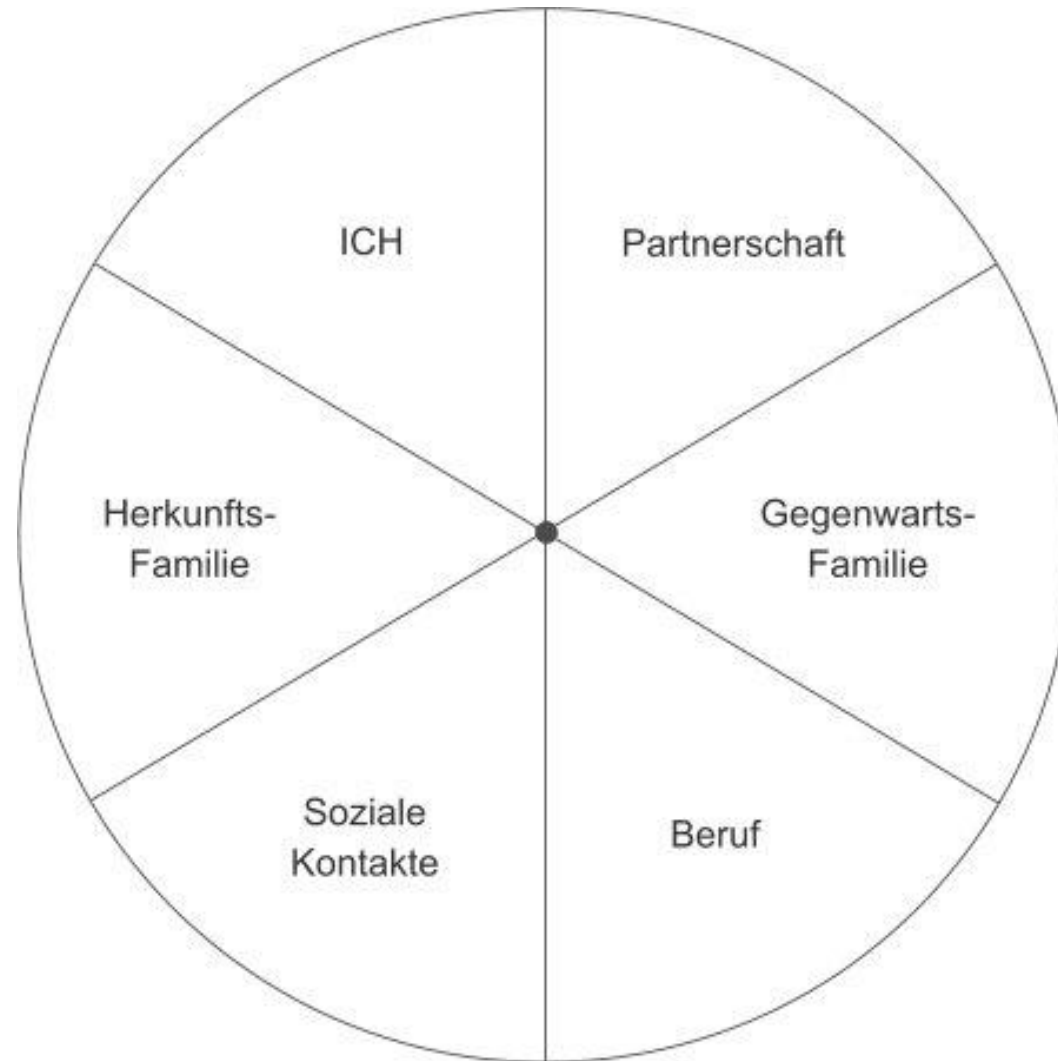 ICH
Partnerschaft
Herkunfts-
Familie
Gegenwarts-
Familie
Soziale
Kontakte
Beruf